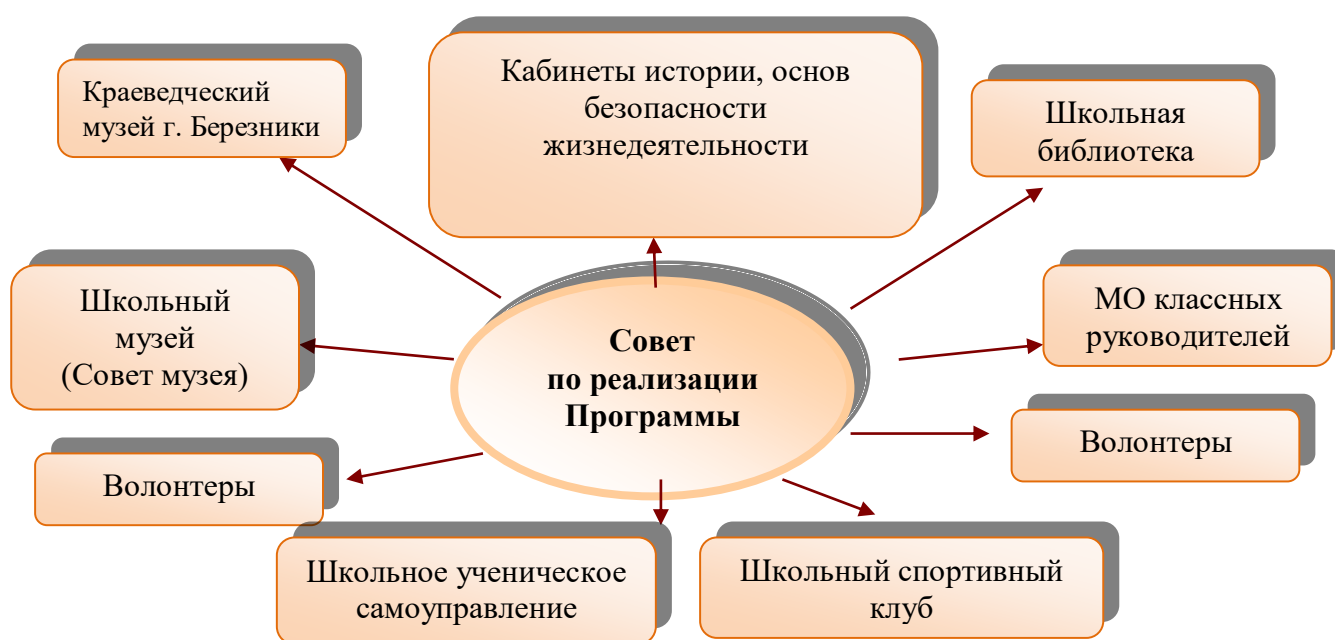 Краеведческий
музей г. Березники
Кабинеты истории, основ
безопасности
жизнедеятельности
Школьная
библиотека
Школьный
музей
(Совет музея)
Совет
по реализации
Программы
МО классных
руководителей
Волонтеры
Волонтеры
Школьное ученическое
самоуправление
Школьный спортивный
клуб